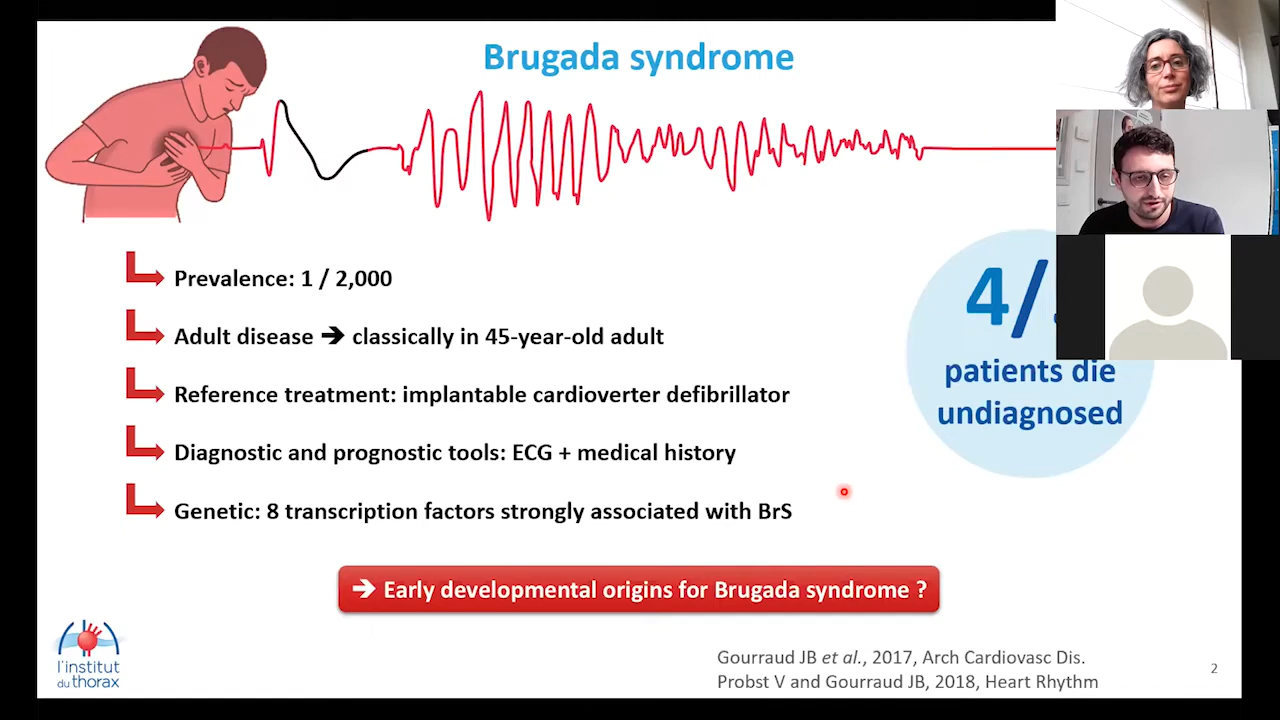 Brugada syndrome
Prevalence: 1 / 2,000
Adult disease ➔ classically in 45-year-old adult
Reference treatment: implantable cardioverter defibrillator
Diagnostic and prognostic tools: ECG + medical history
Genetic: 8 transcription factors strongly associated with BrS
4/
patients die
undiagnosed
➔ Early developmental origins for Brugada syndrome ?
l'institut
du thorax
Gourraud JB et al., 2017, Arch Cardiovasc Dis.
Probst V and Gourraud JB, 2018, Heart Rhythm
2